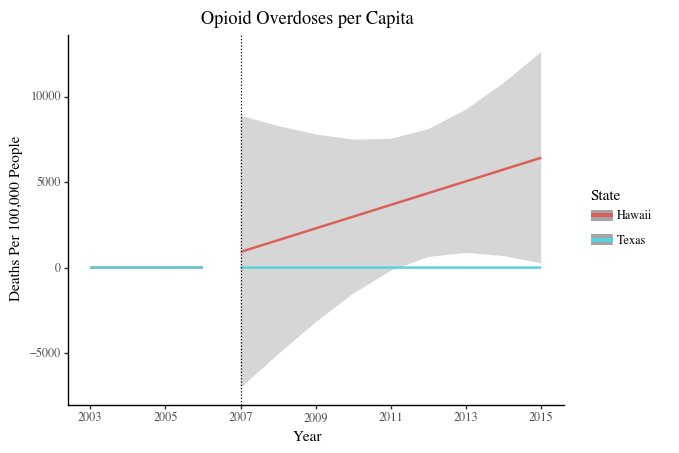 Opioid Overdoses per Capita
Deaths Per 100,000 People
10000
5000
0
−5000
2003 2005 2007 2009 2011 2013 2015
Year
State
Hawaii
Texas